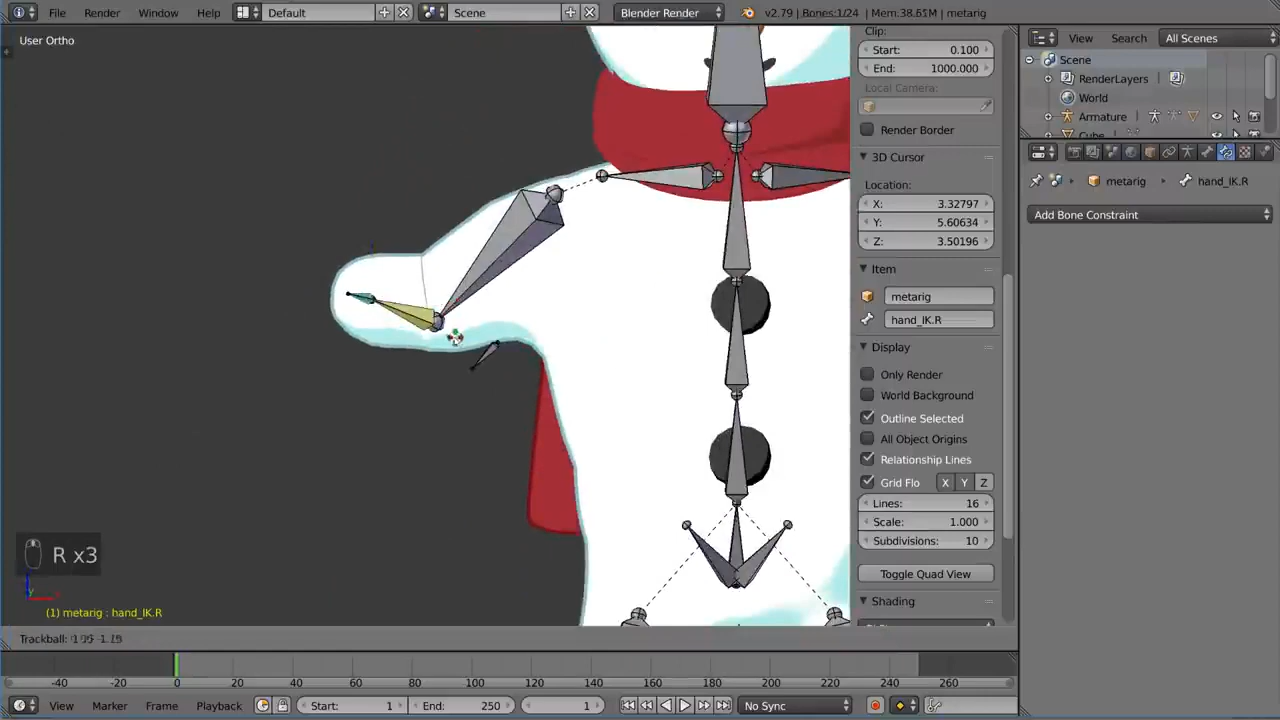 File Render Window Help Default Scene Blender Render v2.79 | Bones:1/24 | Mem:38.61M | metarig
User Ortho
Clip:
Start: 0.100
End: 1000.000
Local Camera:
Render Border
3D Cursor
Location:
X: 3.32797
Y: 5.60634
Z: 3.50196
Item
metarig
hand_IK.R
Display
Only Render
World Background
Outline Selected
All Object Origins
Relationship Lines
Grid Flo X Y Z
Lines: 16
Scale: 1.000
Subdivisions: 10
Toggle Quad View
Shading
View Search All Scenes
Scene
RenderLayers
World
Armature
Cube
metarig hand_IK.R
Add Bone Constraint
R x3
(1) metarig : hand_IK.R
-40 -20 0 20 40 60 80 100 120 140 160 180 200 220 240 260
View Marker Frame Playback Start: 1 End: 250 1 No Sync